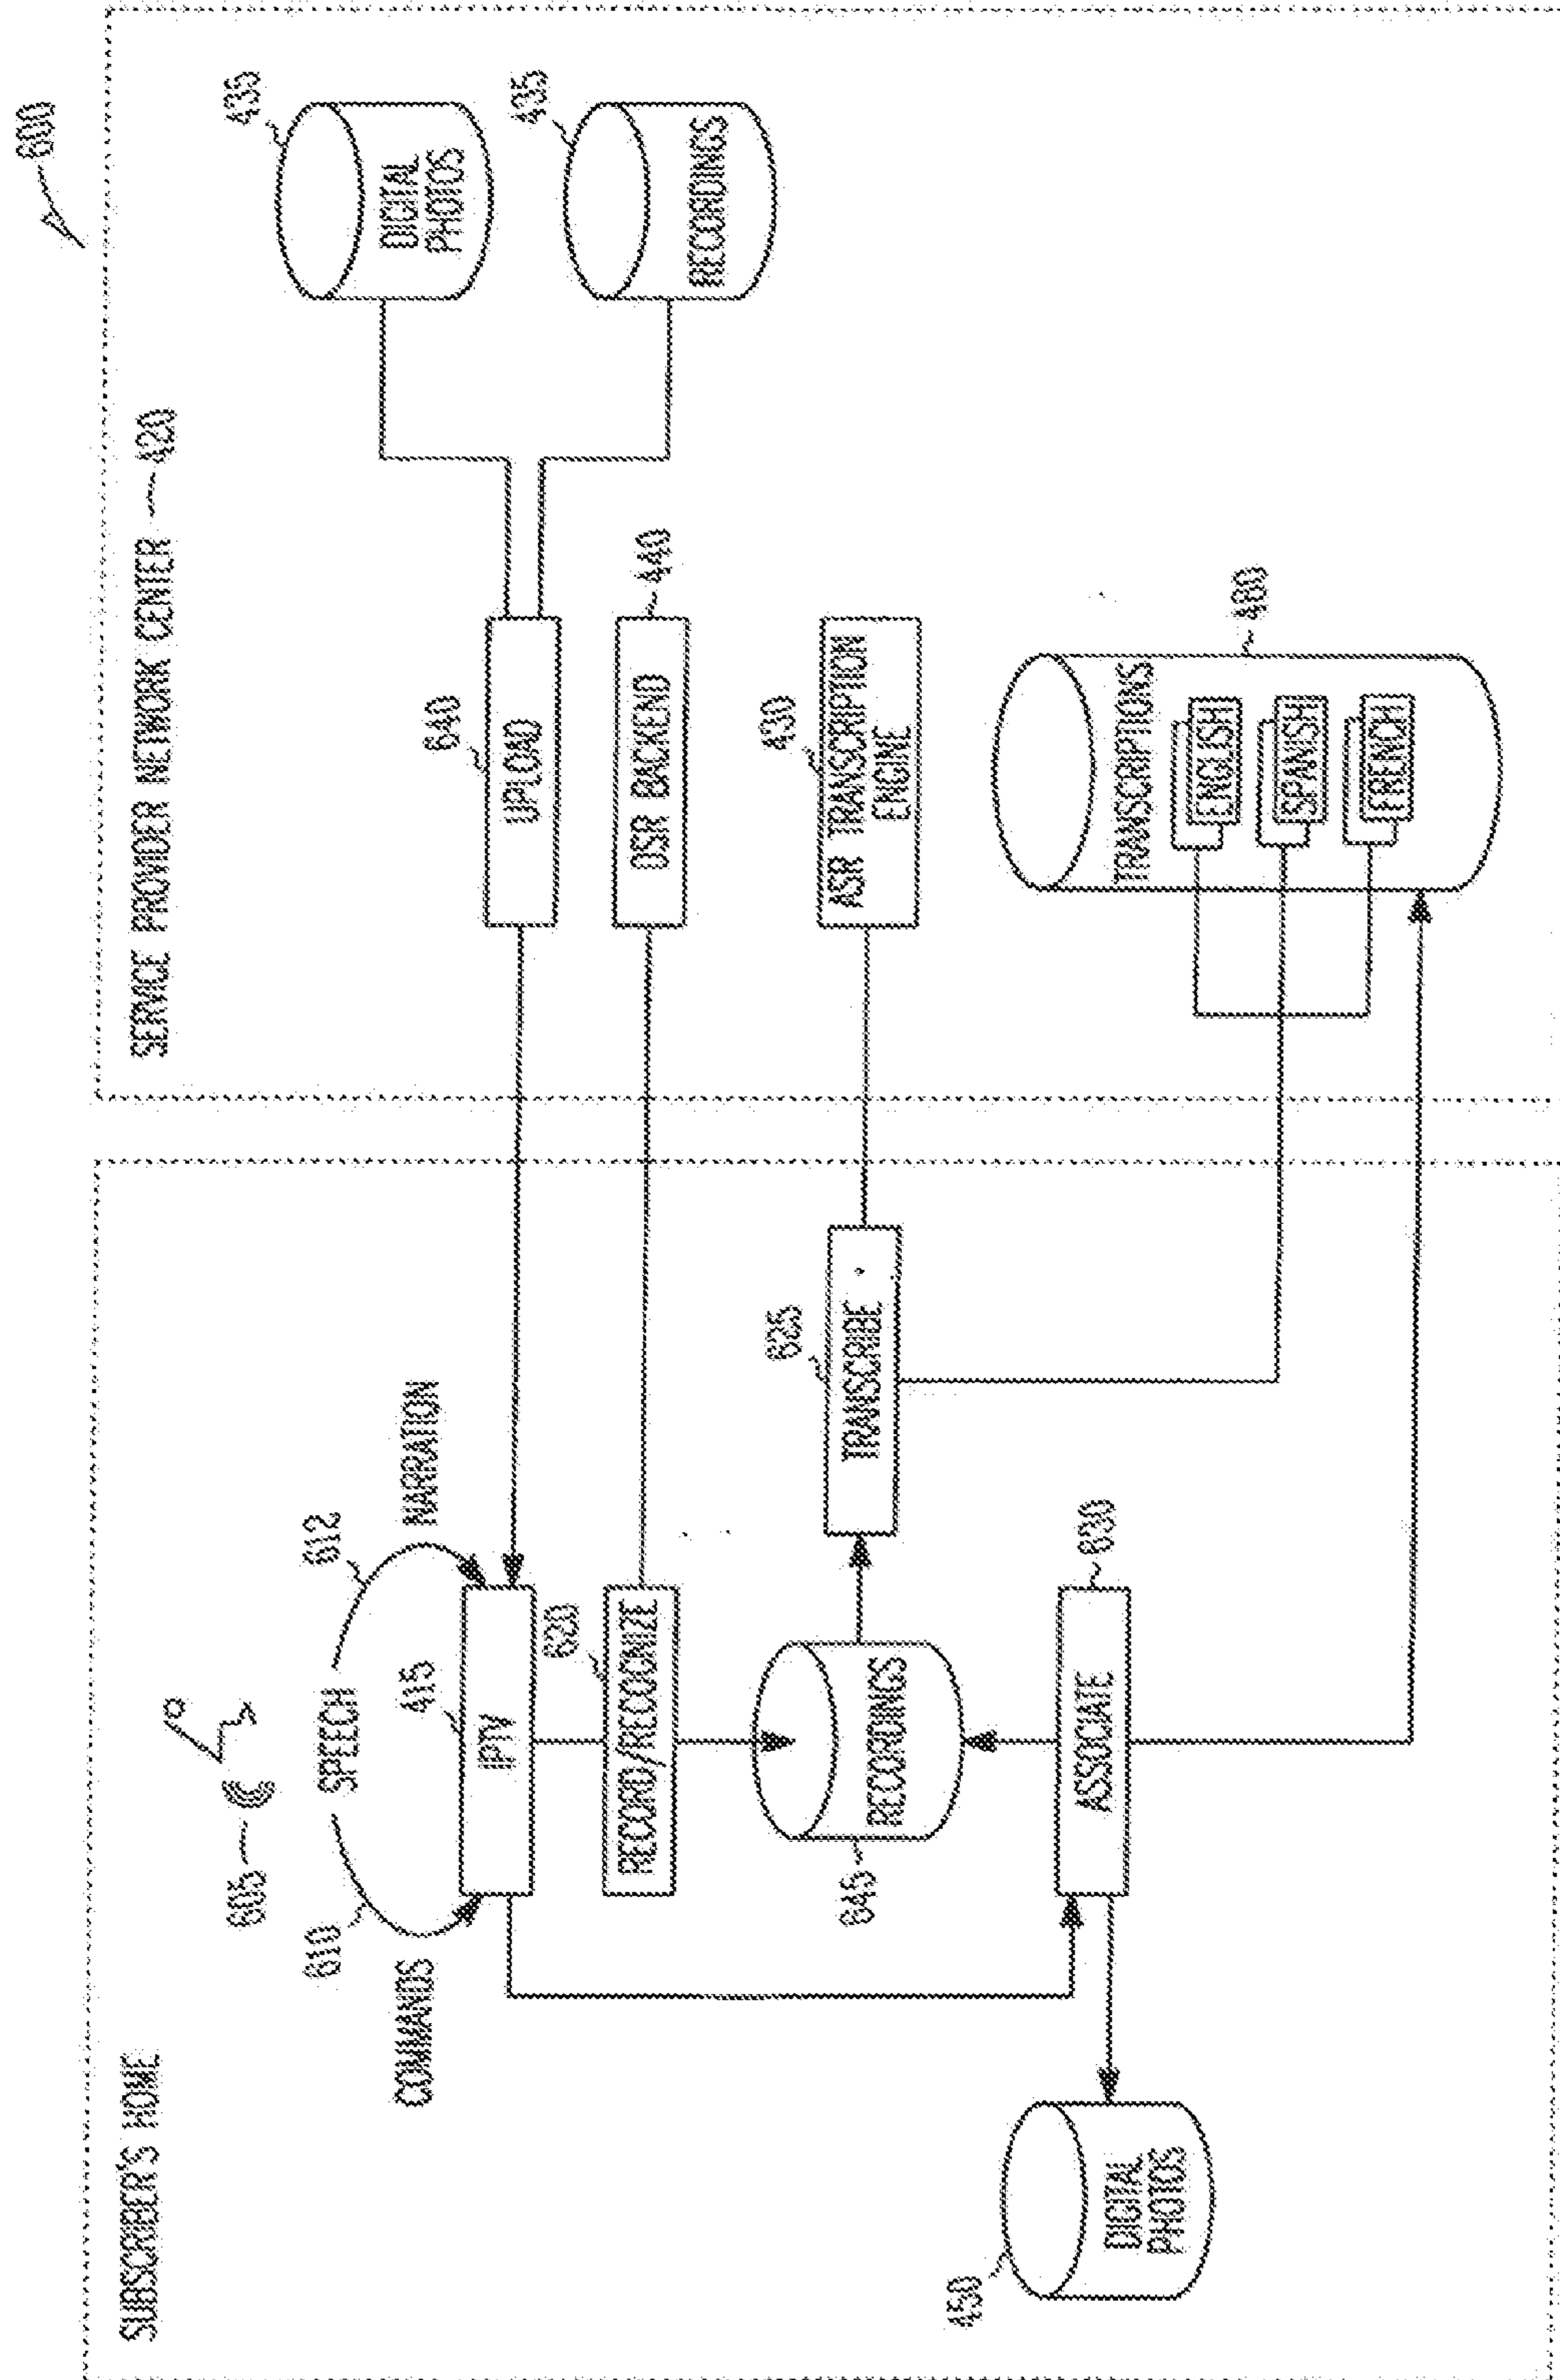 600
SUBSCRIBER'S HOME
SERVICE PROVIDER NETWORK CENTER
420
605
SPEECH
610
612
COMMANDS
NARRATION
415
IPTV
640
UPLOAD
435
DIGITAL
PHOTOS
620
RECORD/RECOGNIZE
DSR BACKEND
440
435
RECORDINGS
645
RECORDINGS
625
TRANSCRIBE
430
ASR TRANSCRIPTION
ENGINE
450
DIGITAL
PHOTOS
ASSOCIATE
630
TRANSCRIPTIONS
ENGLISH
SPANISH
FRENCH